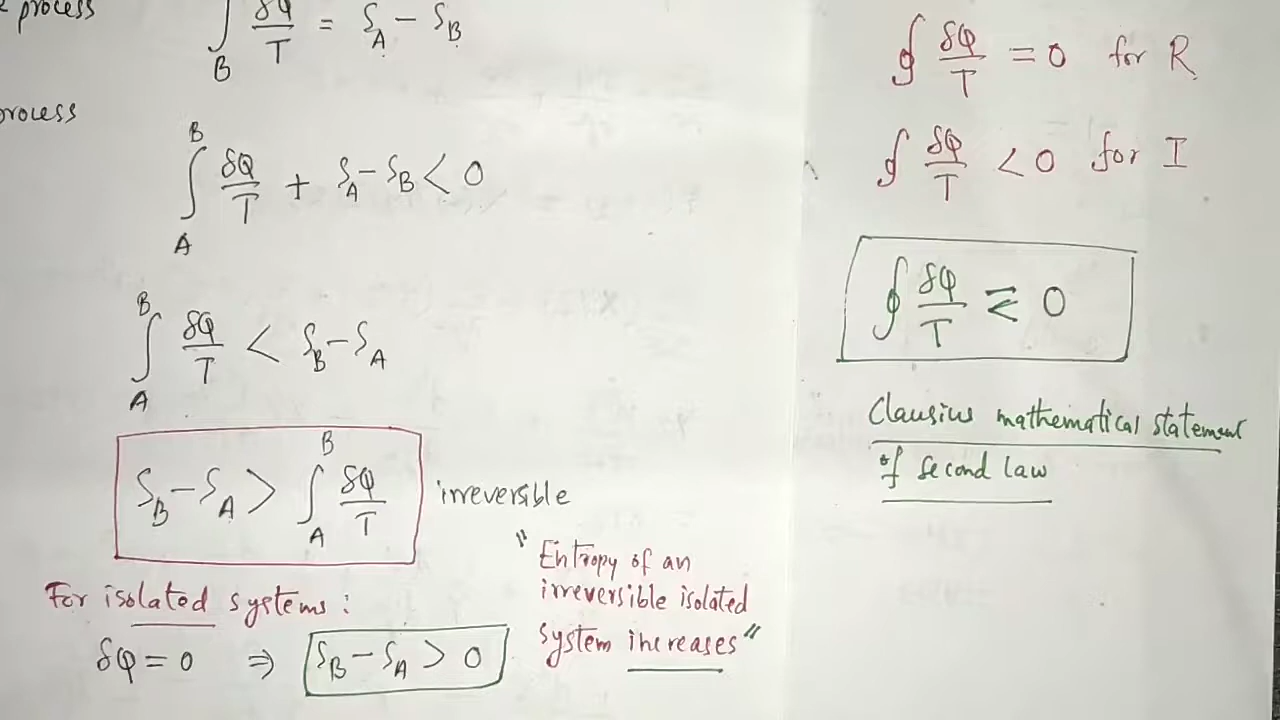 process
∫_B δQ/T = S_A − S_B
process
∫_A^B δQ/T + S_A − S_B < 0
∫_A^B δQ/T < S_B − S_A
S_B − S_A > ∫_A^B δQ/T irreversible
For isolated systems :
δQ = 0 ⇒ S_B − S_A > 0
"Entropy of an
irreversible isolated
system increases"
∮ δQ/T = 0 for R
∮ δQ/T < 0 for I
∮ δQ/T ≷ 0
Clausius mathematical statement
of second law